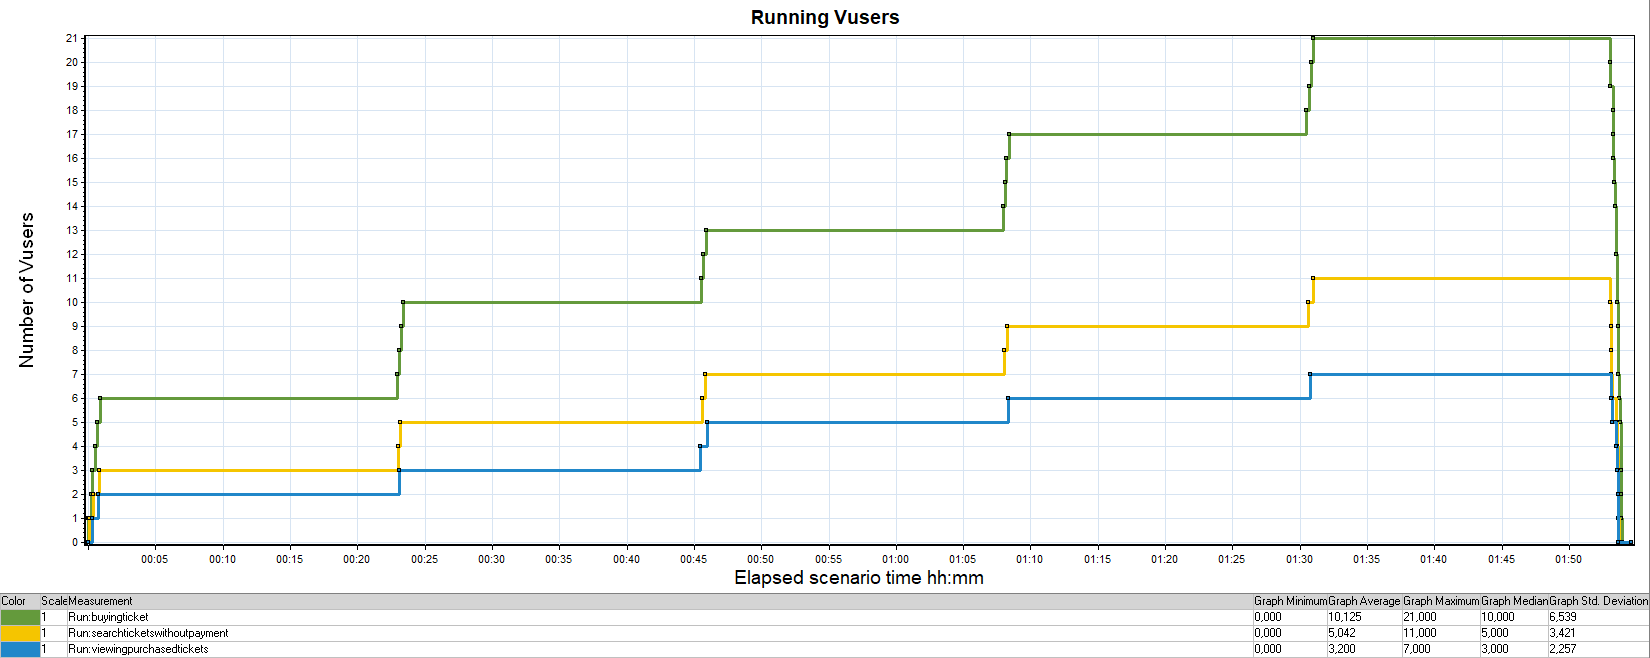 Running Vusers
21
20
19
18
17
16
15
14
13
12
11
10
9
8
7
6
5
4
3
2
1
0
Number of Vusers
00:05 00:10 00:15 00:20 00:25 00:30 00:35 00:40 00:45 00:50 00:55 01:00 01:05 01:10 01:15 01:20 01:25 01:30 01:35 01:40 01:45 01:50
Elapsed scenario time hh:mm
Color Scale Measurement Graph Minimum Graph Average Graph Maximum Graph Median Graph Std. Deviation
1 Run:buyingticket 0,000 10,125 21,000 10,000 6,539
1 Run:searchticketswithoutpayment 0,000 5,042 11,000 5,000 3,421
1 Run:viewingpurchasedtickets 0,000 3,200 7,000 3,000 2,257